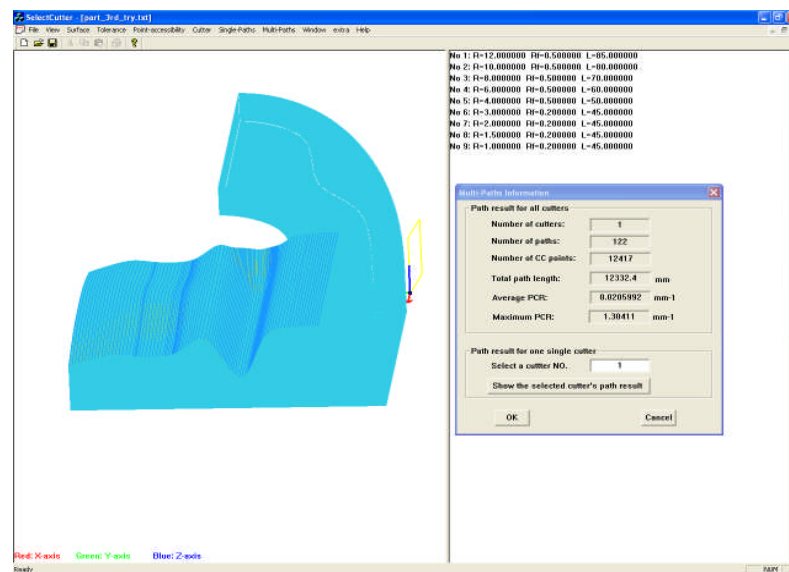 SelectCutter - [part_3rd_try.txt]
File View Surface Tolerance Point-accessibility Cutter Single-Paths Multi-Paths Window extra Help
No 1: R=12.000000 Rf=0.500000 L=85.000000
No 2: R=10.000000 Rf=0.500000 L=80.000000
No 3: R=8.000000 Rf=0.500000 L=70.000000
No 4: R=6.000000 Rf=0.500000 L=60.000000
No 5: R=4.000000 Rf=0.500000 L=50.000000
No 6: R=3.000000 Rf=0.200000 L=45.000000
No 7: R=2.000000 Rf=0.200000 L=45.000000
No 8: R=1.500000 Rf=0.200000 L=45.000000
No 9: R=1.000000 Rf=0.200000 L=45.000000
Multi-Paths Information
Path result for all cutters
Number of cutters: 1
Number of paths: 122
Number of CC points: 12417
Total path length: 12332.4 mm
Average PCR: 0.0205992 mm-1
Maximum PCR: 1.30411 mm-1
Path result for one single cutter
Select a cuttter NO. 1
Show the selected cutter's path result
OK Cancel
Red: X-axis Green: Y-axis Blue: Z-axis
Ready NUM